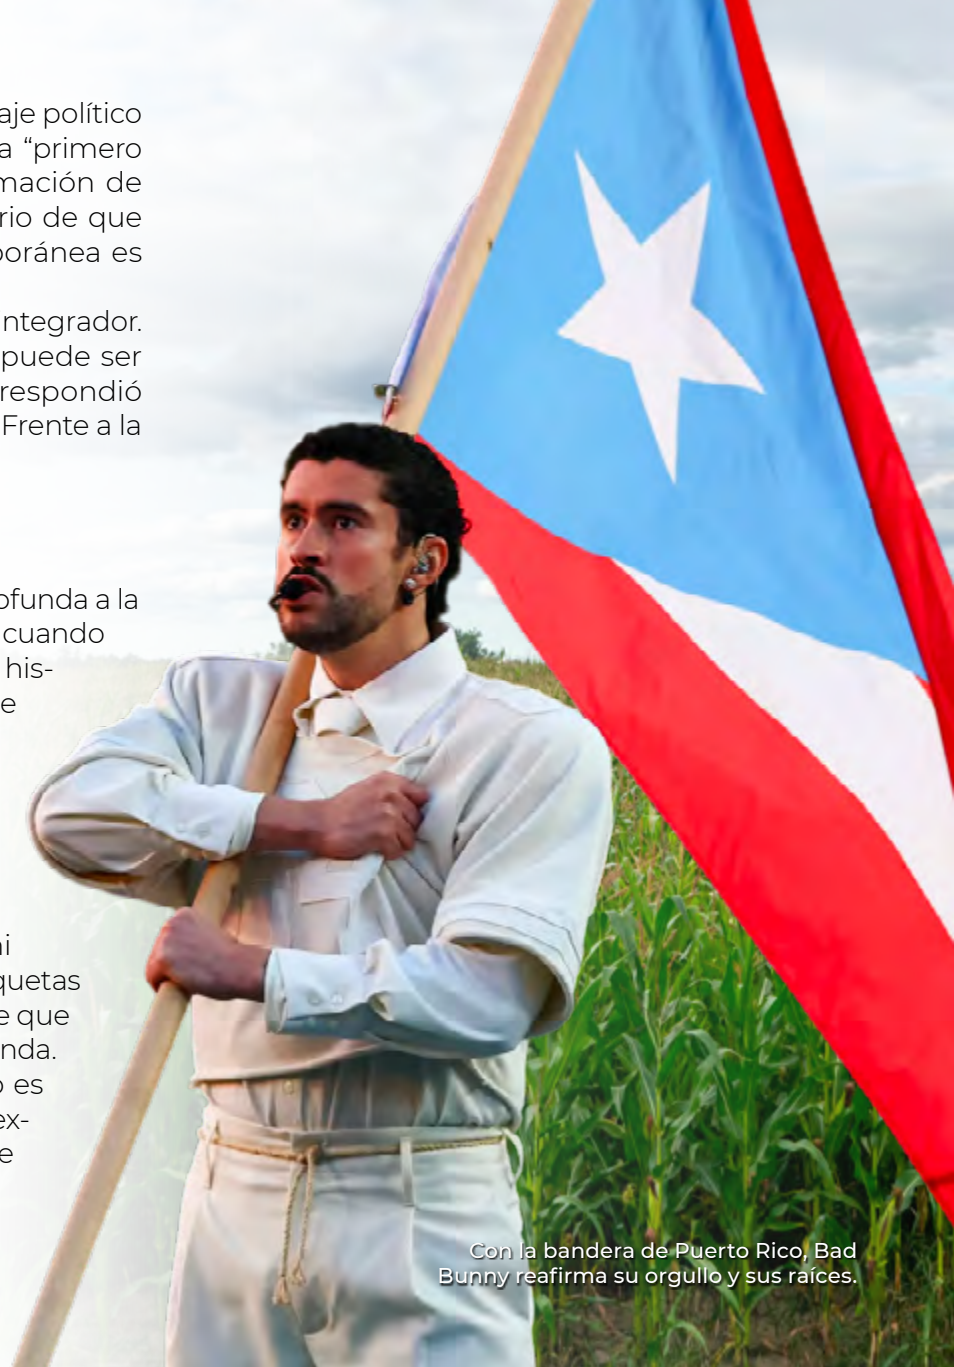 aje político
a “primero
mación de
rio de que
oránea es
ntegrador.
puede ser
respondió
Frente a la
ofunda a la
cuando
his-
e
ni
quetas
e que
nda.
o es
ex-
e
Con la bandera de Puerto Rico, Bad
Bunny reafirma su orgullo y sus raíces.